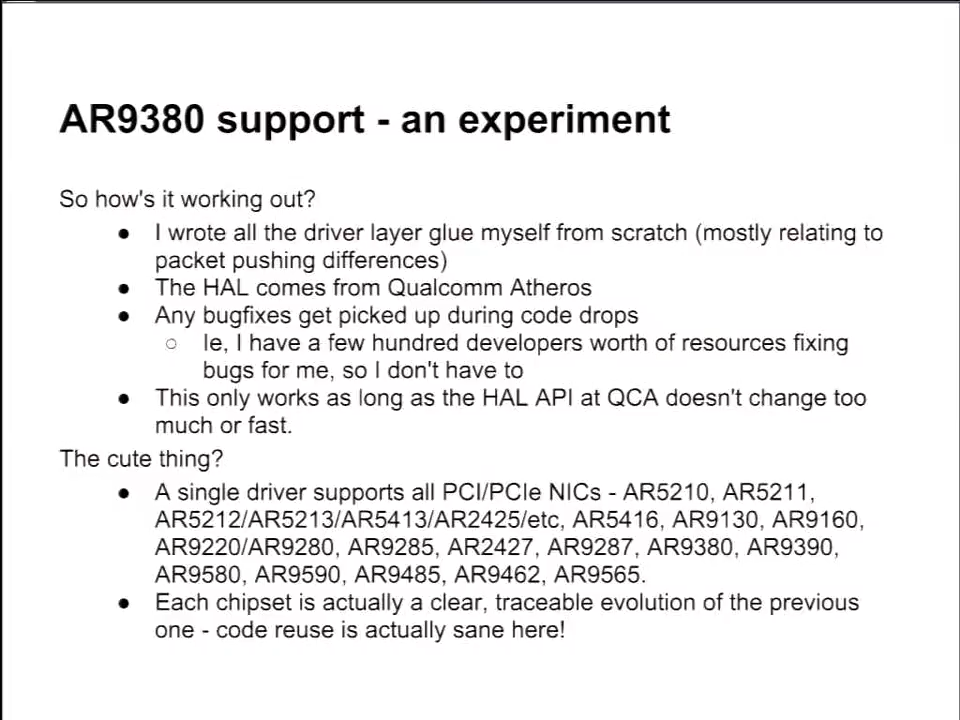 AR9380 support - an experiment
So how's it working out?
● I wrote all the driver layer glue myself from scratch (mostly relating to
packet pushing differences)
● The HAL comes from Qualcomm Atheros
● Any bugfixes get picked up during code drops
○ Ie, I have a few hundred developers worth of resources fixing
bugs for me, so I don't have to
● This only works as long as the HAL API at QCA doesn't change too
much or fast.
The cute thing?
● A single driver supports all PCI/PCIe NICs - AR5210, AR5211,
AR5212/AR5213/AR5413/AR2425/etc, AR5416, AR9130, AR9160,
AR9220/AR9280, AR9285, AR2427, AR9287, AR9380, AR9390,
AR9580, AR9590, AR9485, AR9462, AR9565.
● Each chipset is actually a clear, traceable evolution of the previous
one - code reuse is actually sane here!